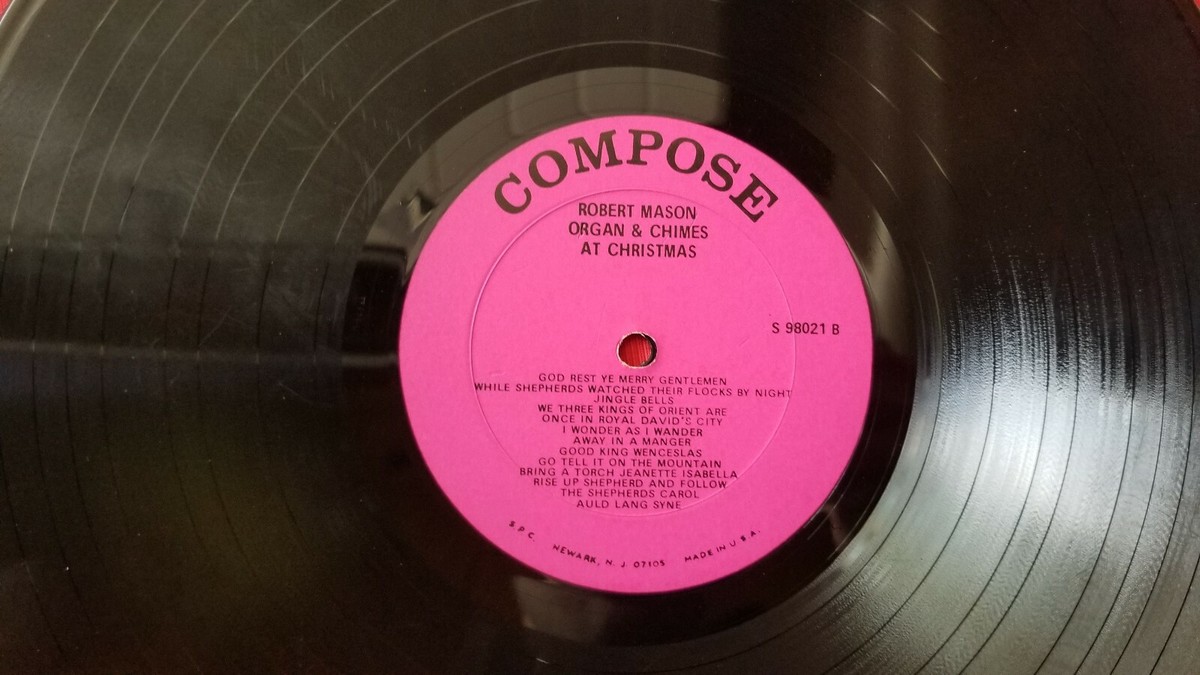 COMPOSE
ROBERT MASON
ORGAN & CHIMES
AT CHRISTMAS
S 98021 B
GOD REST YE MERRY GENTLEMEN
WHILE SHEPHERDS WATCHED THEIR FLOCKS BY NIGHT
JINGLE BELLS
WE THREE KINGS OF ORIENT ARE
ONCE IN ROYAL DAVID'S CITY
I WONDER AS I WANDER
AWAY IN A MANGER
GOOD KING WENCESLAS
GO TELL IT ON THE MOUNTAIN
BRING A TORCH JEANETTE ISABELLA
RISE UP SHEPHERD AND FOLLOW
THE SHEPHERDS CAROL
AULD LANG SYNE
S.P.C. NEWARK, N. J. 07105 MADE IN U.S.A.